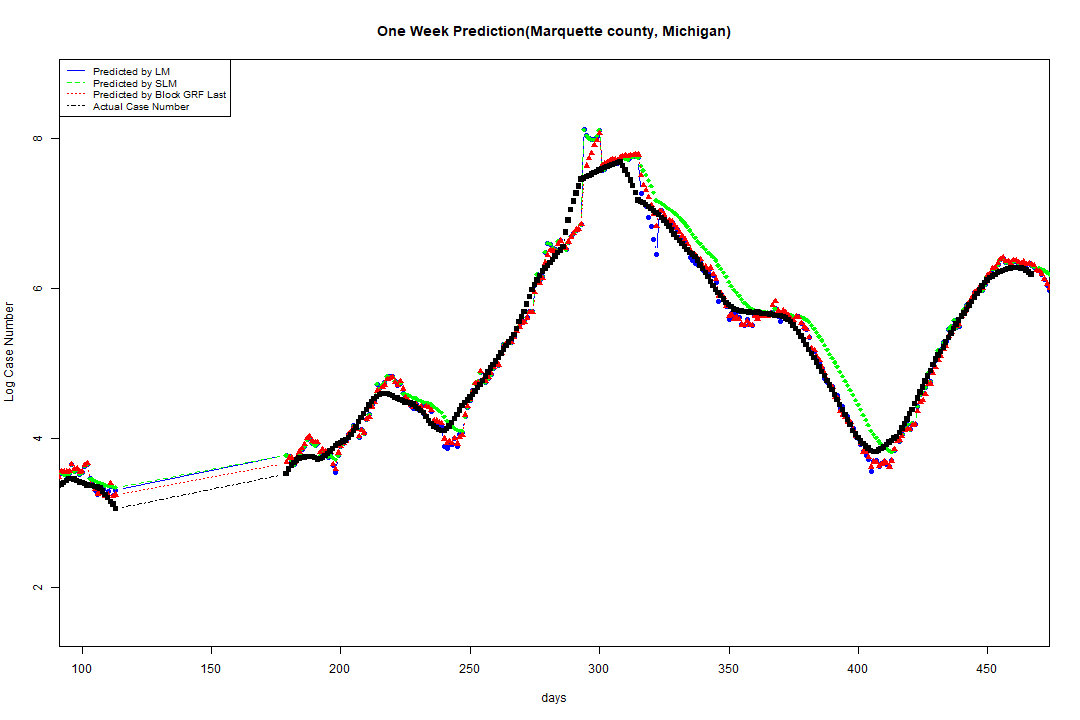 One Week Prediction(Marquette county, Michigan)
Predicted by LM
Predicted by SLM
Predicted by Block GRF Last
Actual Case Number
8
6
4
2
Log Case Number
100 150 200 250 300 350 400 450
days